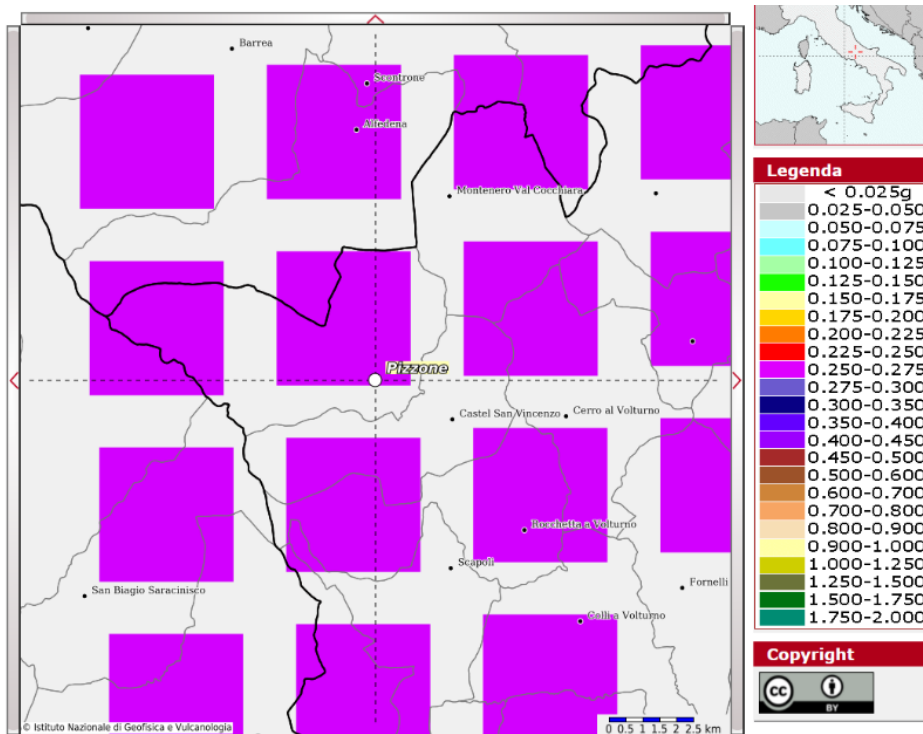 Barrea
Scontrone
Alfedena
Montenero Val Cocchiara
Pizzone
Castel San Vincenzo
Cerro al Volturno
Rocchetta a Volturno
Scapoli
San Biagio Saracinisco
Fornelli
Colli a Volturno
© Istituto Nazionale di Geofisica e Vulcanologia
0 0.5 1 1.5 2 2.5 km
Legenda
< 0.025g
0.025-0.050
0.050-0.075
0.075-0.100
0.100-0.125
0.125-0.150
0.150-0.175
0.175-0.200
0.200-0.225
0.225-0.250
0.250-0.275
0.275-0.300
0.300-0.350
0.350-0.400
0.400-0.450
0.450-0.500
0.500-0.600
0.600-0.700
0.700-0.800
0.800-0.900
0.900-1.000
1.000-1.250
1.250-1.500
1.500-1.750
1.750-2.000
Copyright
cc
BY